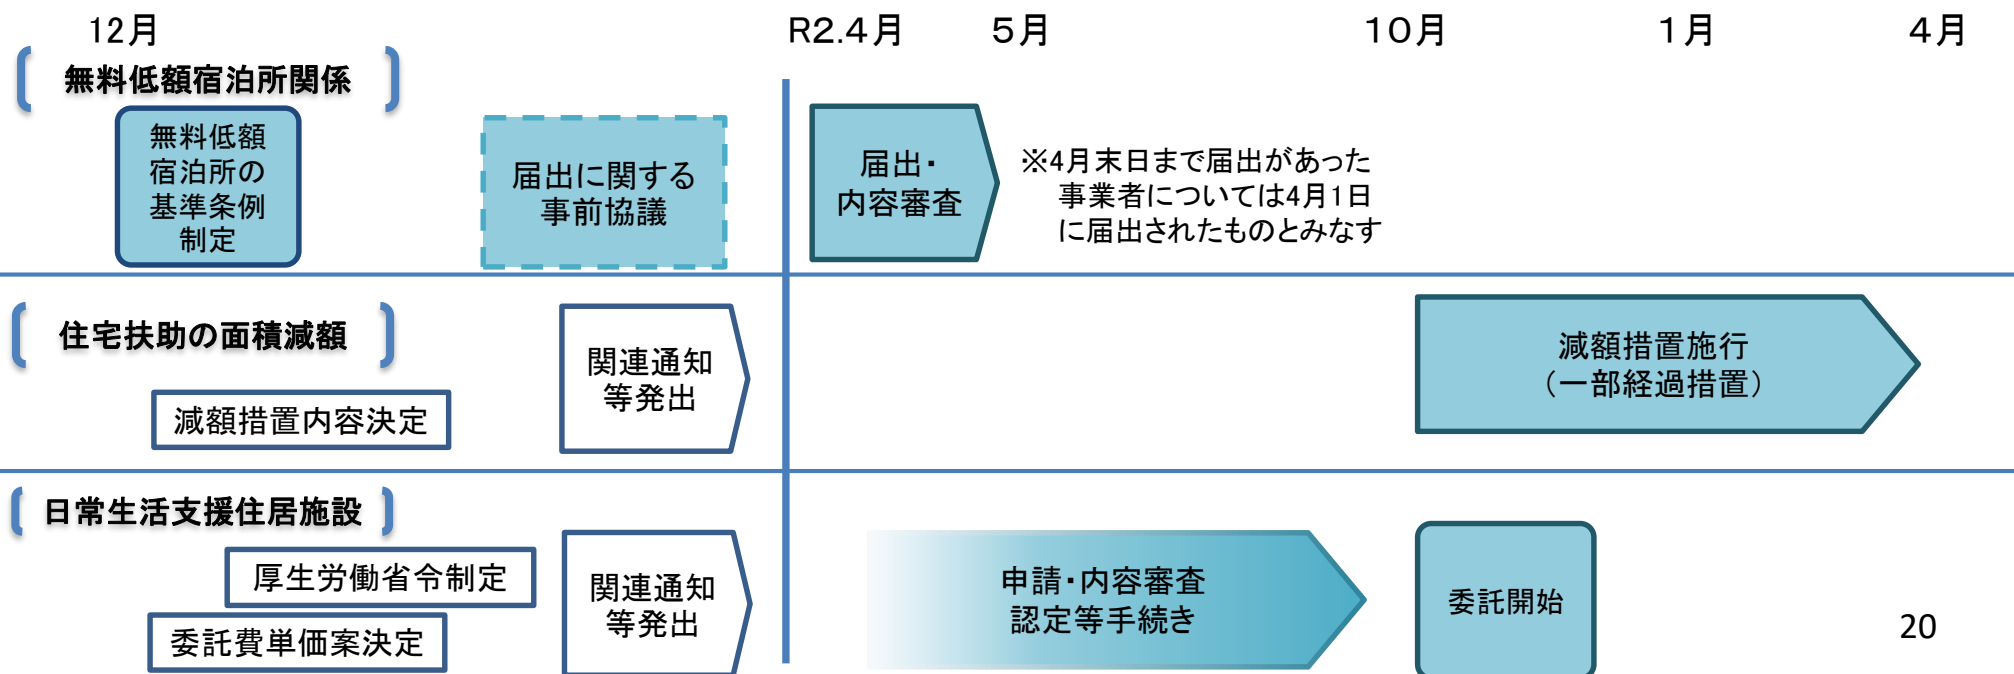 12月 R2.4月 5月 10月 1月 4月
無料低額宿泊所関係
無料低額
宿泊所の
基準条例
制定
届出に関する
事前協議
届出・
内容審査
※4月末日まで届出があった
事業者については4月1日
に届出されたものとみなす
住宅扶助の面積減額
減額措置内容決定
関連通知
等発出
減額措置施行
（一部経過措置）
日常生活支援住居施設
厚生労働省令制定
委託費単価案決定
関連通知
等発出
申請・内容審査
認定等手続き
委託開始
20